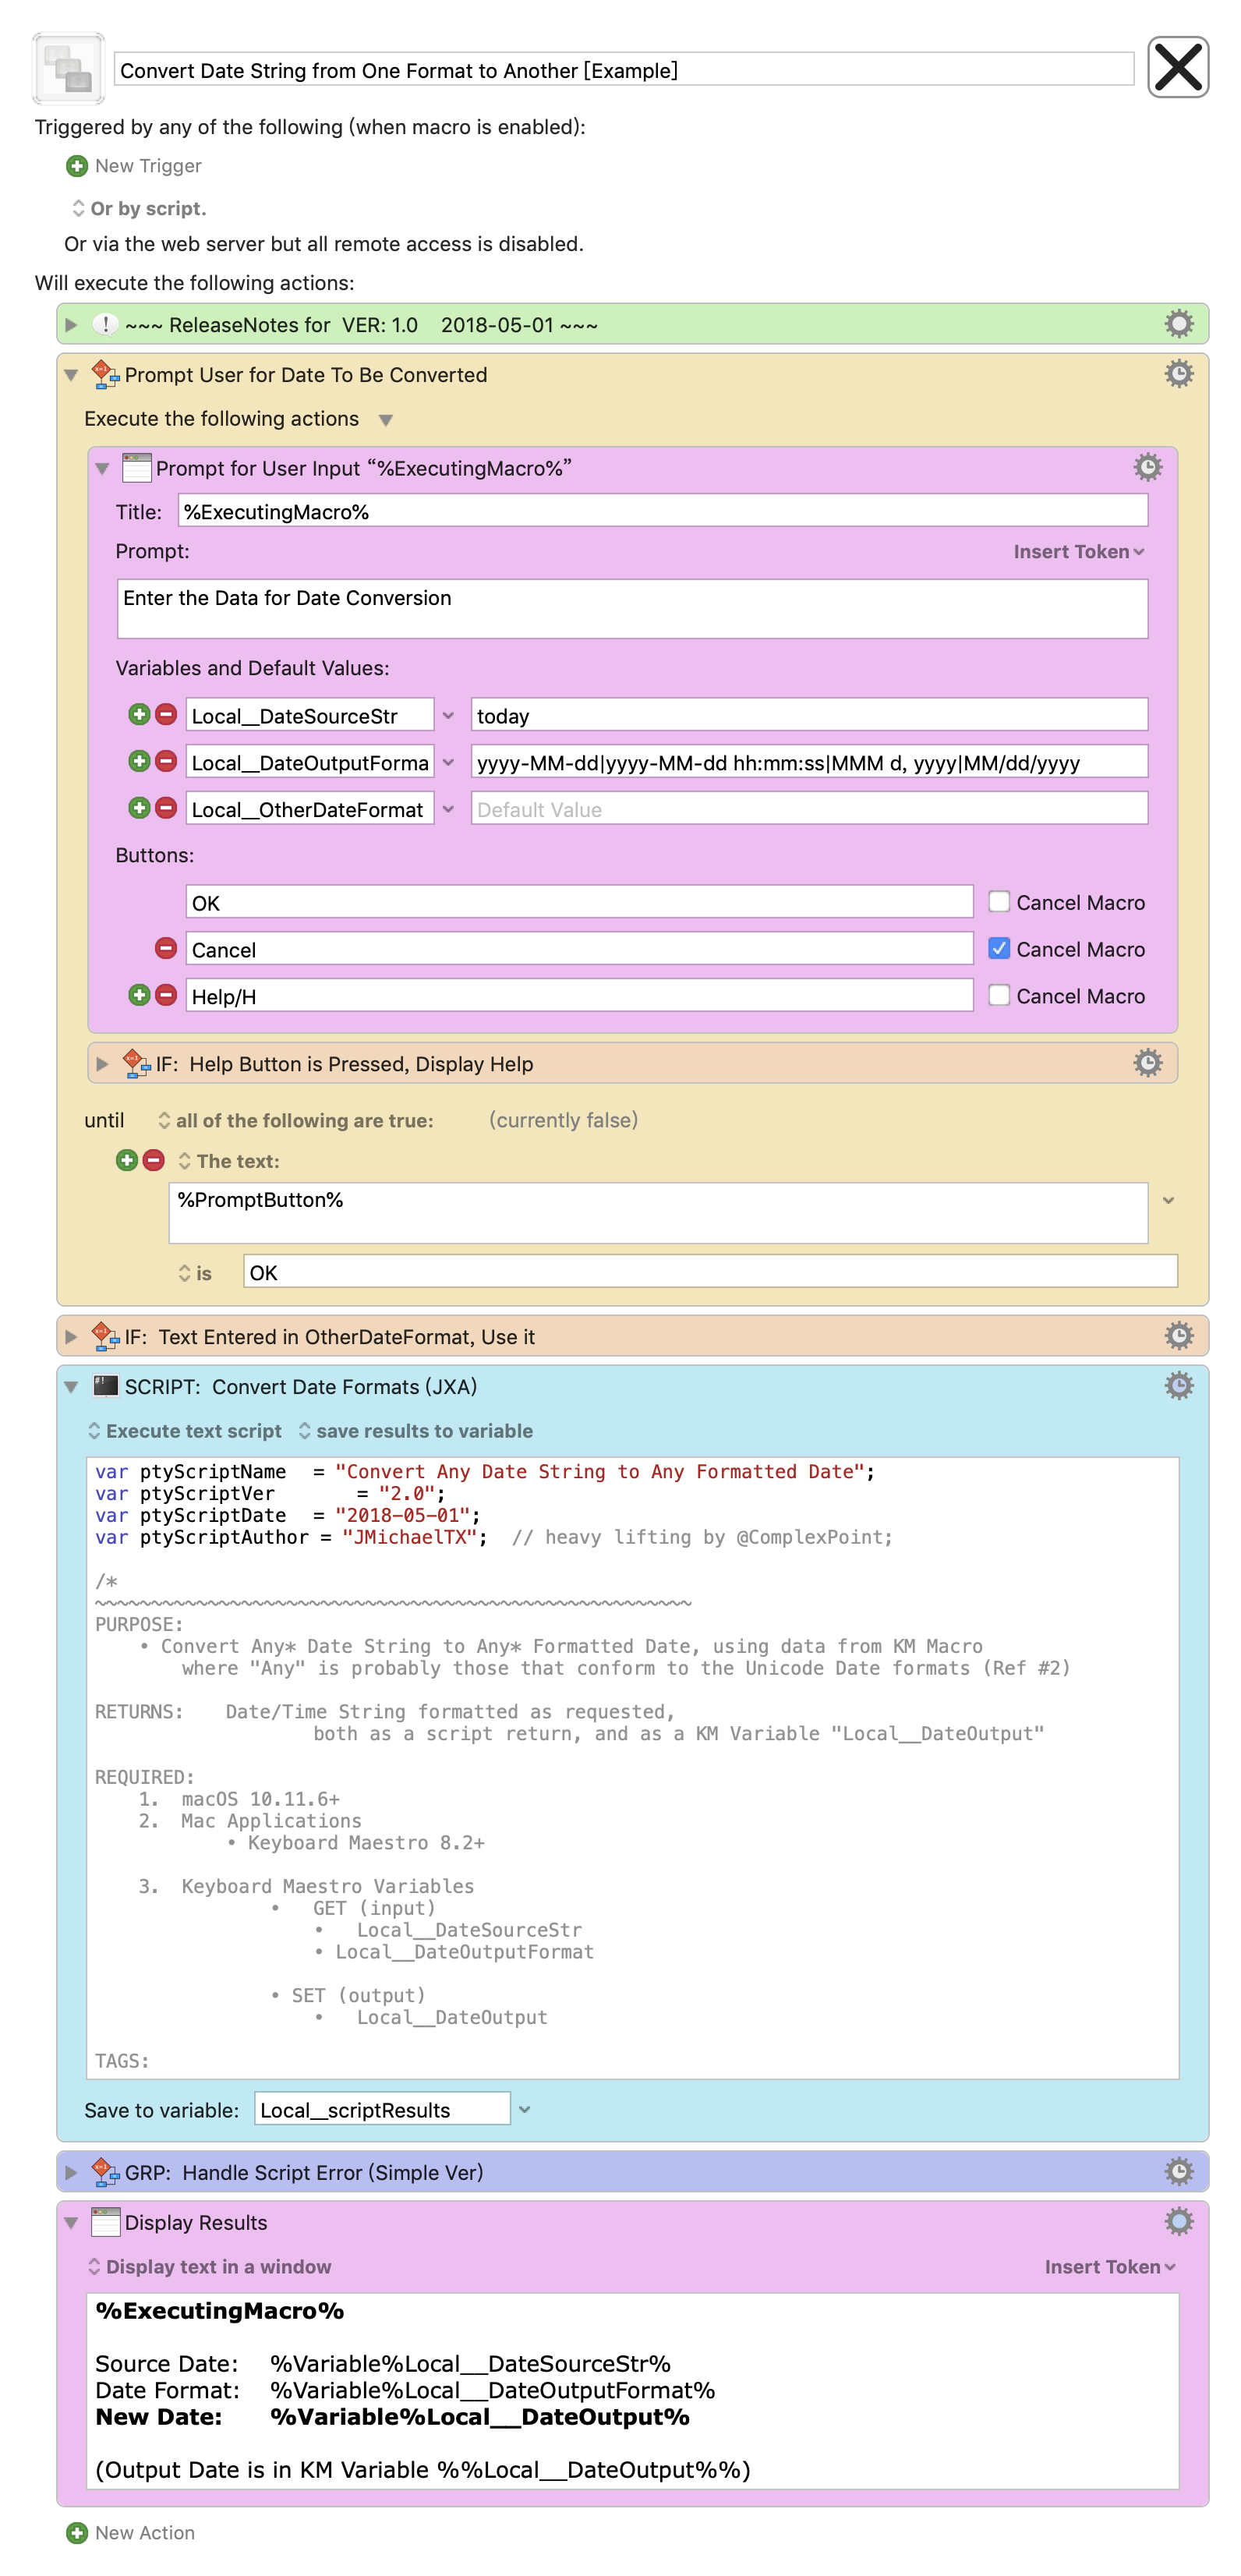 Convert Date String from One Format to Another [Example]
Triggered by any of the following (when macro is enabled):
New Trigger
Or by script.
Or via the web server but all remote access is disabled.
Will execute the following actions:
~~~ ReleaseNotes for  VER: 1.0    2018-05-01 ~~~
Prompt User for Date To Be Converted
Execute the following actions
Prompt for User Input “%ExecutingMacro%”
Title: %ExecutingMacro%
Prompt: Insert Token
Enter the Data for Date Conversion
Variables and Default Values:
Local__DateSourceStr today
Local__DateOutputForma yyyy-MM-dd|yyyy-MM-dd hh:mm:ss|MMM d, yyyy|MM/dd/yyyy
Local__OtherDateFormat Default Value
Buttons:
OK Cancel Macro
Cancel Cancel Macro
Help/H Cancel Macro
IF:  Help Button is Pressed, Display Help
until all of the following are true: (currently false)
The text:
%PromptButton%
is OK
IF:  Text Entered in OtherDateFormat, Use it
SCRIPT:  Convert Date Formats (JXA)
Execute text script save results to variable
var ptyScriptName  = "Convert Any Date String to Any Formatted Date";
var ptyScriptVer      = "2.0";
var ptyScriptDate  = "2018-05-01";
var ptyScriptAuthor = "JMichaelTX";  // heavy lifting by @ComplexPoint;
/*
~~~~~~~~~~~~~~~~~~~~~~~~~~~~~~~~~~~~~~~~~~~~~~~~~~~~~~~
PURPOSE:
• Convert Any* Date String to Any* Formatted Date, using data from KM Macro
where "Any" is probably those that conform to the Unicode Date formats (Ref #2)
RETURNS:   Date/Time String formatted as requested,
both as a script return, and as a KM Variable "Local__DateOutput"
REQUIRED:
1.  macOS 10.11.6+
2.  Mac Applications
• Keyboard Maestro 8.2+
3.  Keyboard Maestro Variables
•  GET (input)
•  Local__DateSourceStr
• Local__DateOutputFormat
• SET (output)
•  Local__DateOutput
TAGS:
Save to variable: Local__scriptResults
GRP:  Handle Script Error (Simple Ver)
Display Results
Display text in a window Insert Token
%ExecutingMacro%
Source Date: %Variable%Local__DateSourceStr%
Date Format: %Variable%Local__DateOutputFormat%
New Date: %Variable%Local__DateOutput%
(Output Date is in KM Variable %%Local__DateOutput%%)
New Action